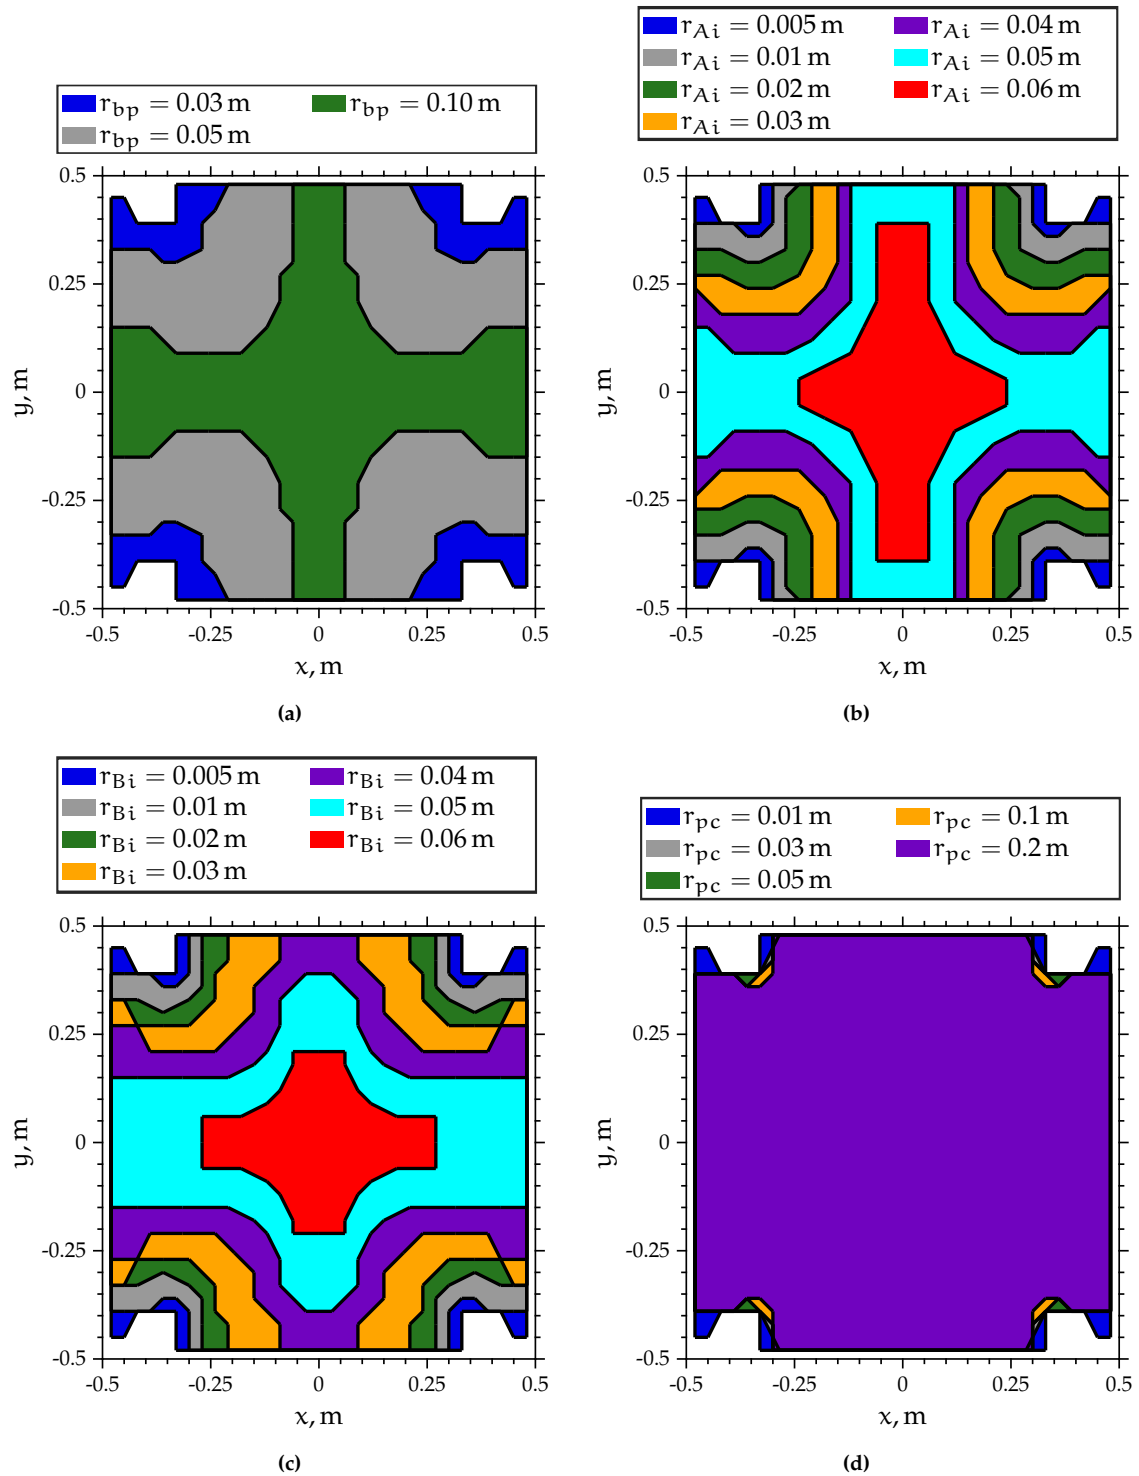 r_bp = 0.03 m r_bp = 0.10 m
r_bp = 0.05 m
0.5
0.25
0
-0.25
-0.5
y, m
-0.5 -0.25 0 0.25 0.5
x, m
(a)
r_Ai = 0.005 m r_Ai = 0.04 m
r_Ai = 0.01 m r_Ai = 0.05 m
r_Ai = 0.02 m r_Ai = 0.06 m
r_Ai = 0.03 m
0.5
0.25
0
-0.25
-0.5
y, m
-0.5 -0.25 0 0.25 0.5
x, m
(b)
r_Bi = 0.005 m r_Bi = 0.04 m
r_Bi = 0.01 m r_Bi = 0.05 m
r_Bi = 0.02 m r_Bi = 0.06 m
r_Bi = 0.03 m
0.5
0.25
0
-0.25
-0.5
y, m
-0.5 -0.25 0 0.25 0.5
x, m
(c)
r_pc = 0.01 m r_pc = 0.1 m
r_pc = 0.03 m r_pc = 0.2 m
r_pc = 0.05 m
0.5
0.25
0
-0.25
-0.5
y, m
-0.5 -0.25 0 0.25 0.5
x, m
(d)